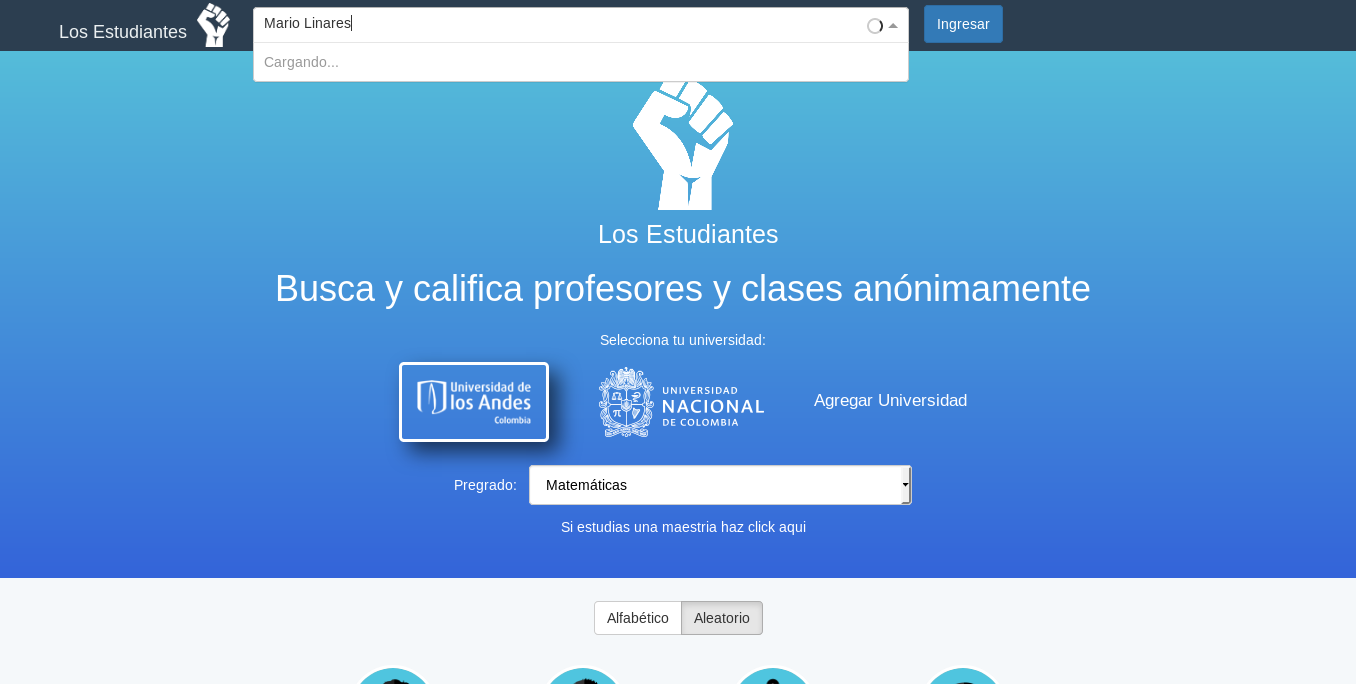 Los Estudiantes
Mario Linares
Ingresar
Cargando...
Los Estudiantes
Busca y califica profesores y clases anónimamente
Selecciona tu universidad:
Universidad de
los Andes
Colombia
UNIVERSIDAD
NACIONAL
DE COLOMBIA
Agregar Universidad
Pregrado:
Matemáticas
Si estudias una maestria haz click aqui
Alfabético
Aleatorio